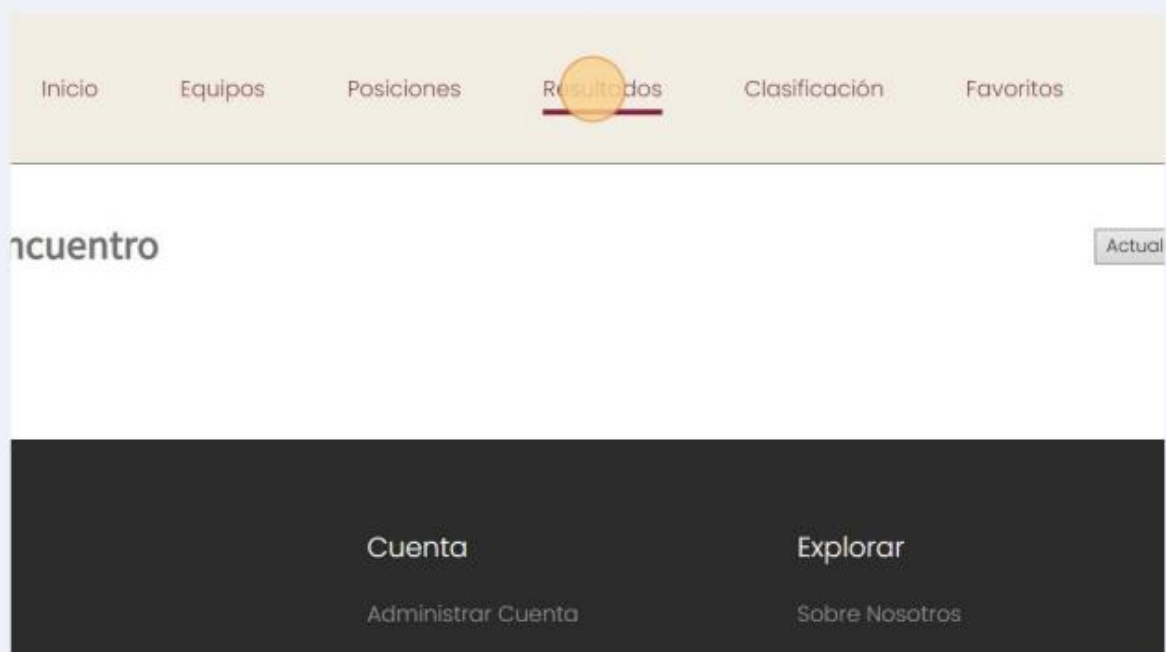 Inicio Equipos Posiciones Resultados Clasificación Favoritos
ncuentro Actual
Cuenta Explorar
Administrar Cuenta Sobre Nosotros